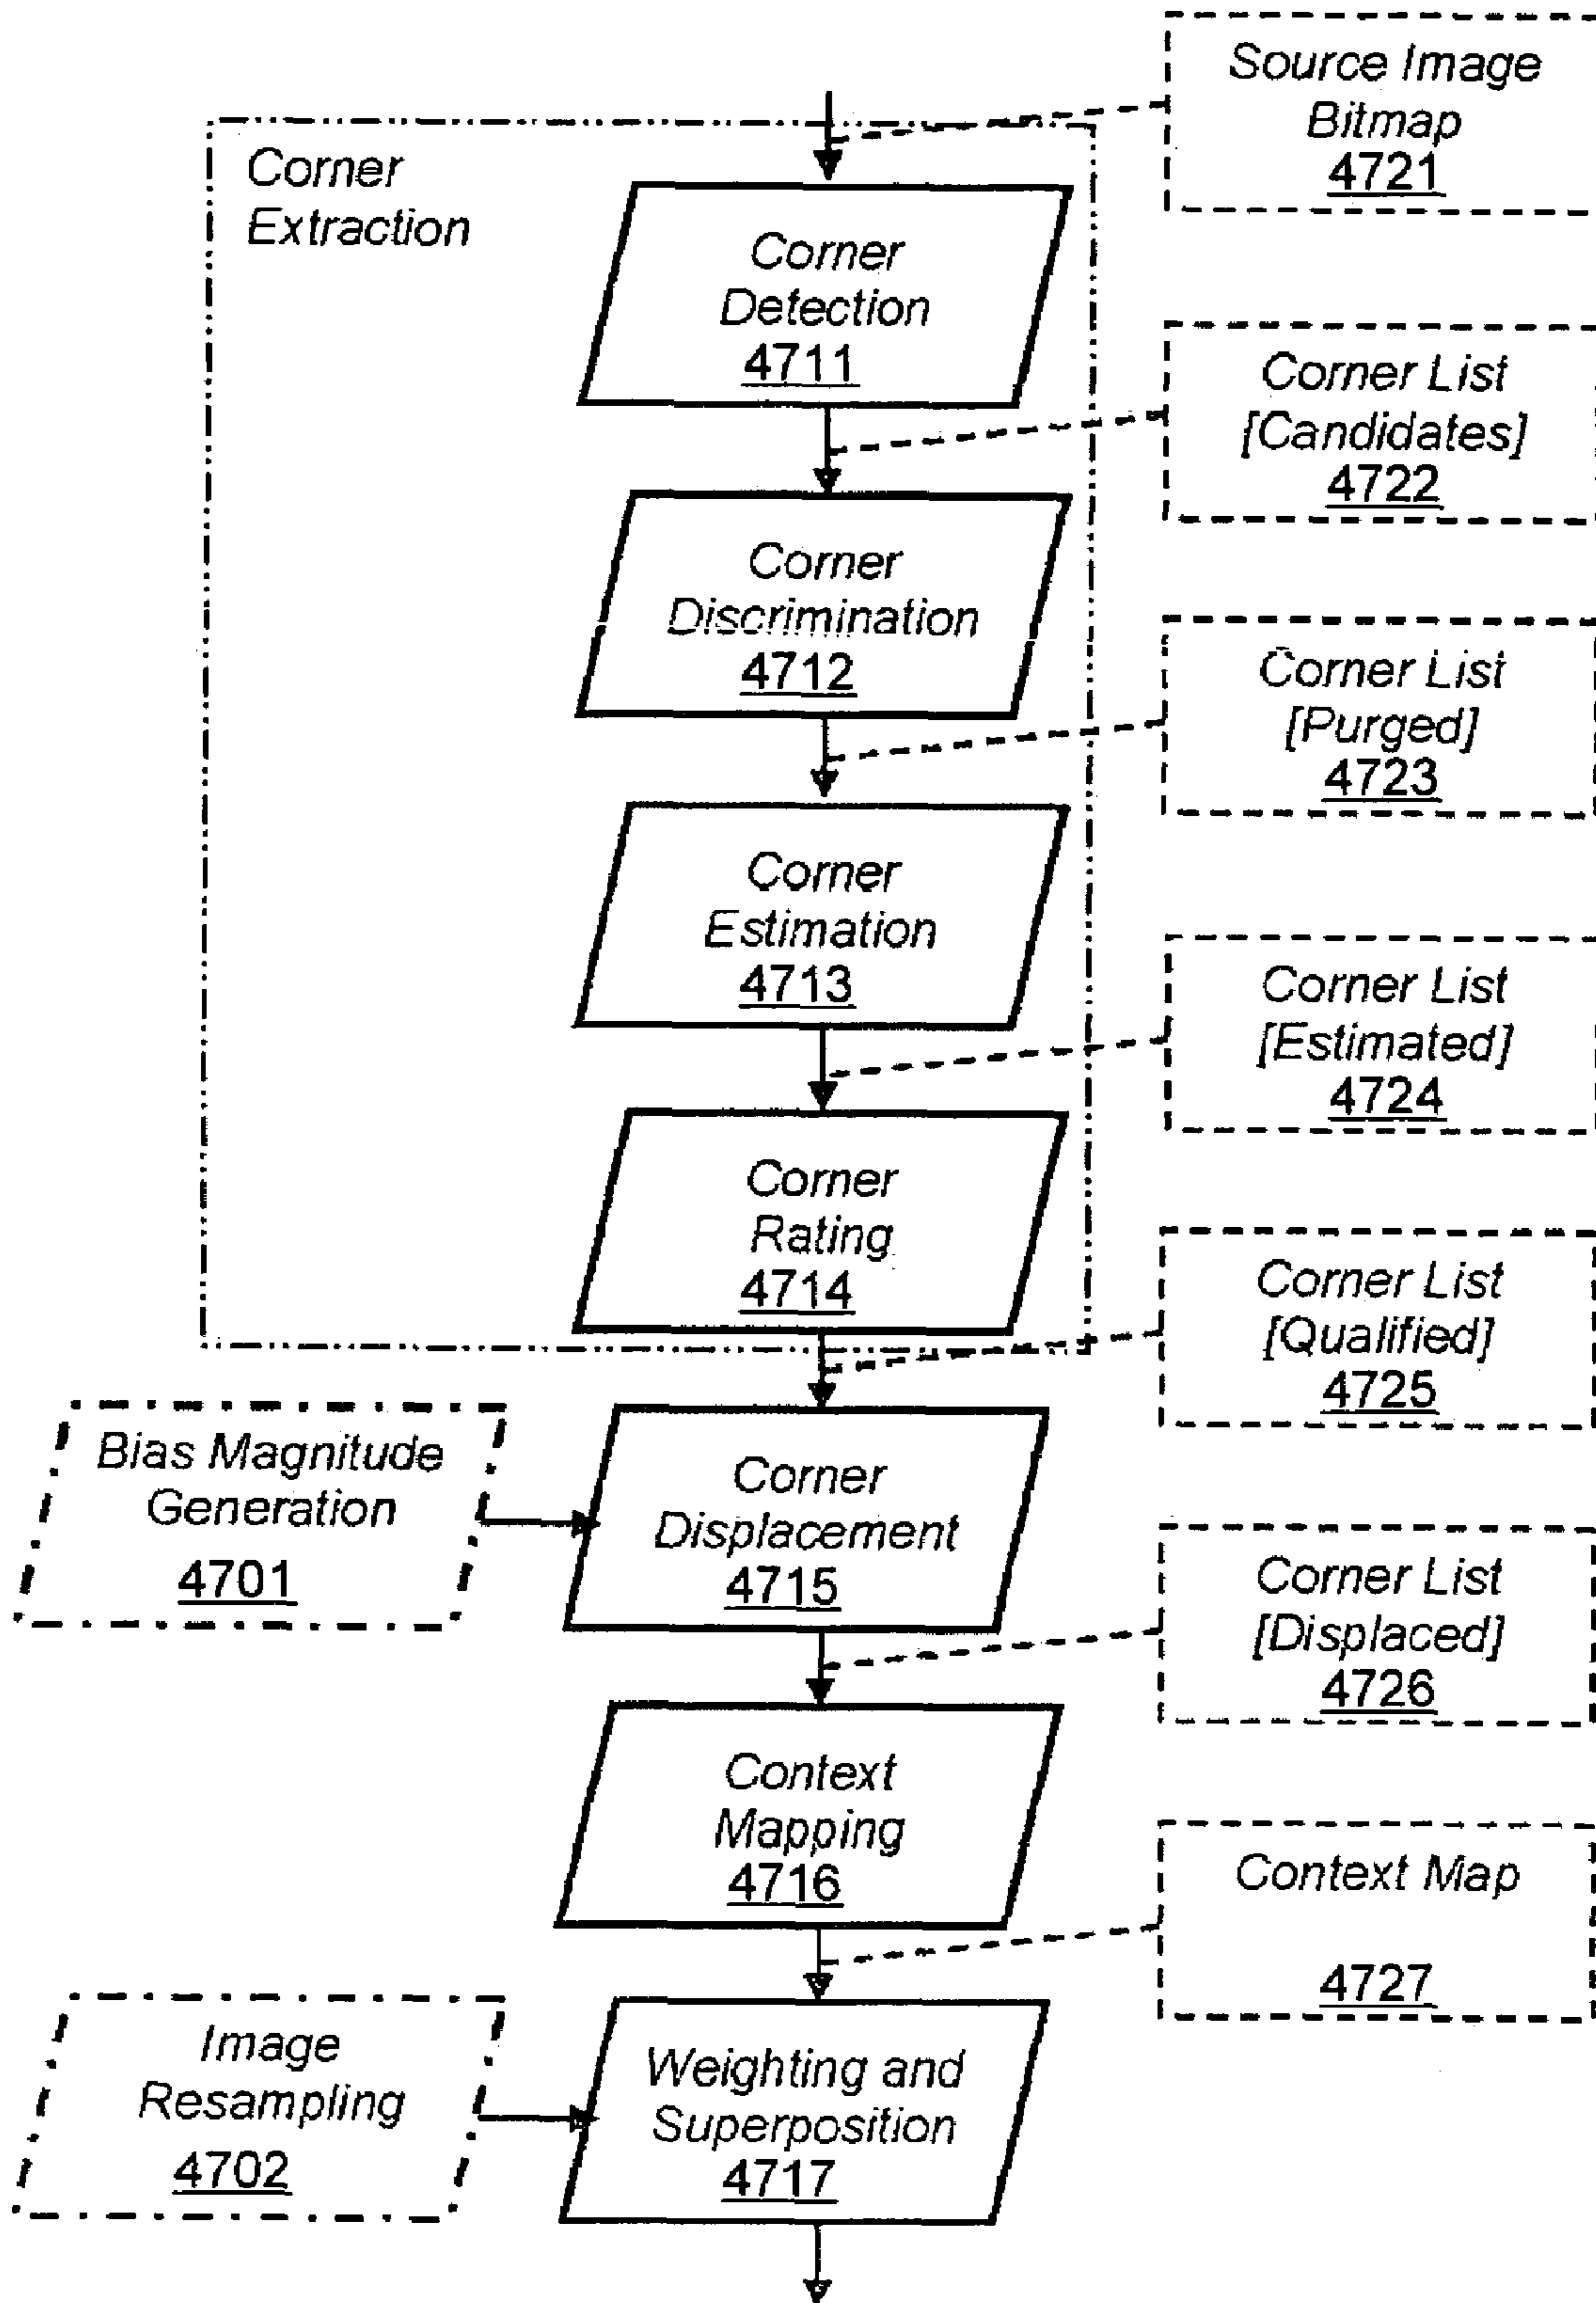 Source Image
Bitmap
4721
Corner
Extraction
Corner
Detection
4711
Corner List
[Candidates]
4722
Corner
Discrimination
4712
Corner List
[Purged]
4723
Corner
Estimation
4713
Corner List
[Estimated]
4724
Corner
Rating
4714
Corner List
[Qualified]
4725
Bias Magnitude
Generation
4701
Corner
Displacement
4715
Corner List
[Displaced]
4726
Context
Mapping
4716
Context Map
4727
Image
Resampling
4702
Weighting and
Superposition
4717